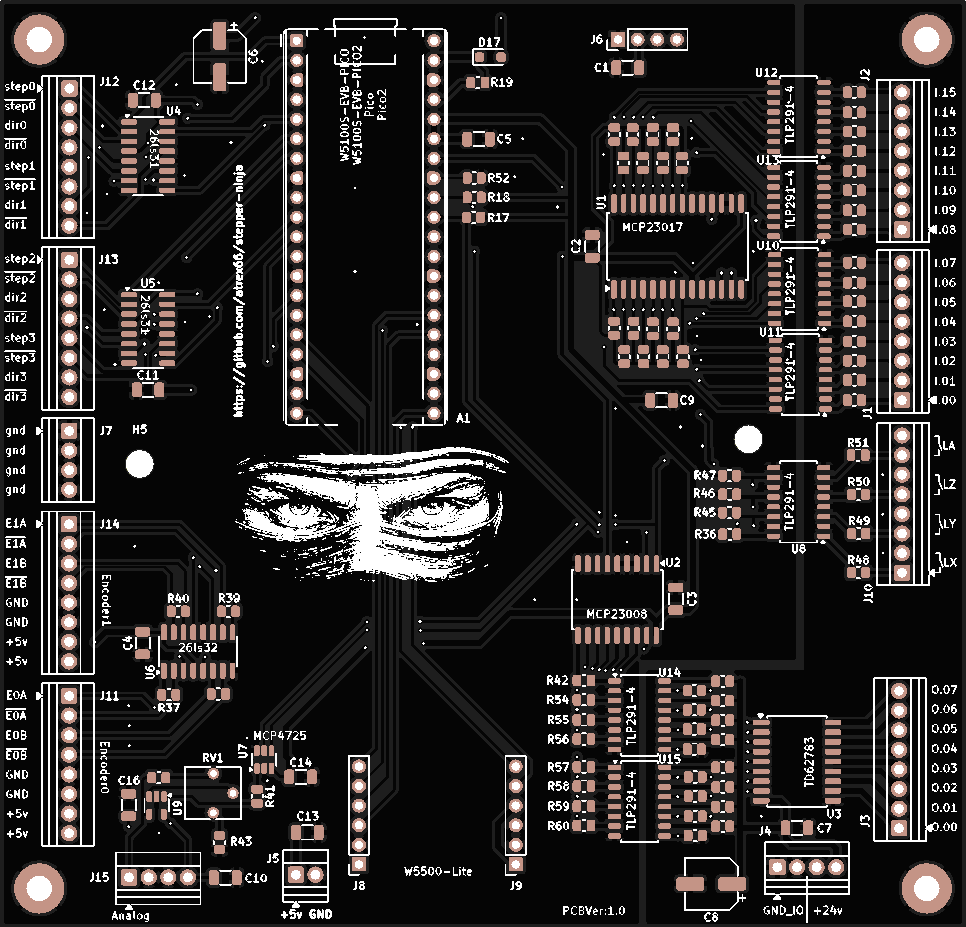 D17
J6
C6
R19
C1
U12
J2
J12
C12
U4
26ls31
step0
step0
dir0
dir0
step1
step1
dir1
dir1
W5100S-EVB-PICO
W5100S-EVB-PICO2
Pico
Pico2
C5
R52
R18
R17
U1
MCP23017
C2
TLP291-4
U13
TLP291-4
U10
TLP291-4
U11
TLP291-4
I.15
I.14
I.13
I.12
I.11
I.10
I.09
I.08
I.07
I.06
I.05
I.04
I.03
I.02
I.01
I.00
J1
https://github.com/atrex66/stepper-ninja
J13
step2
step2
dir2
dir2
step3
step3
dir3
dir3
U5
26ls31
C11
A1
C9
J7
H5
gnd
gnd
gnd
gnd
R51
R50
R49
R48
LA
LZ
LY
LX
J10
R47
R46
R45
R36
TLP291-4
U8
J14
E1A
E1A
E1B
E1B
GND
GND
+5v
+5v
Encoder1
R40
R39
C4
26ls32
U6
R37
U2
MCP23008
C3
J11
E0A
E0A
E0B
E0B
GND
GND
+5v
+5v
Encoder0
R42
R54
R55
R56
R57
R58
R59
R60
U14
TLP291-4
U15
TLP291-4
TD62783
U3
O.07
O.06
O.05
O.04
O.03
O.02
O.01
O.00
J3
C16
U9
RV1
U7
MCP4725
C14
R41
R43
C13
J5
+5v GND
J15
C10
Analog
J8
W5500-Lite
J9
J4
C7
C8
GND_IO
+24v
PCBVer:1.0